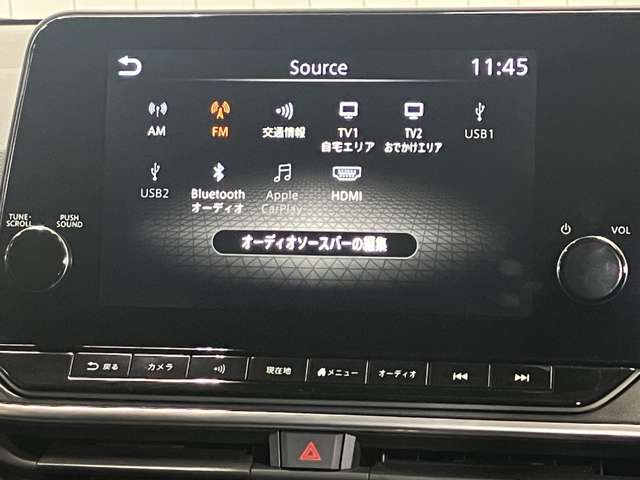 Source
11:45
AM
FM
交通情報
TV1
自宅エリア
TV2
おでかけエリア
USB1
USB2
Bluetooth
オーディオ
Apple
CarPlay
HDMI
オーディオソースバーの編集
TUNE・
SCROLL
PUSH
SOUND
VOL
戻る
カメラ
現在地
メニュー
オーディオ